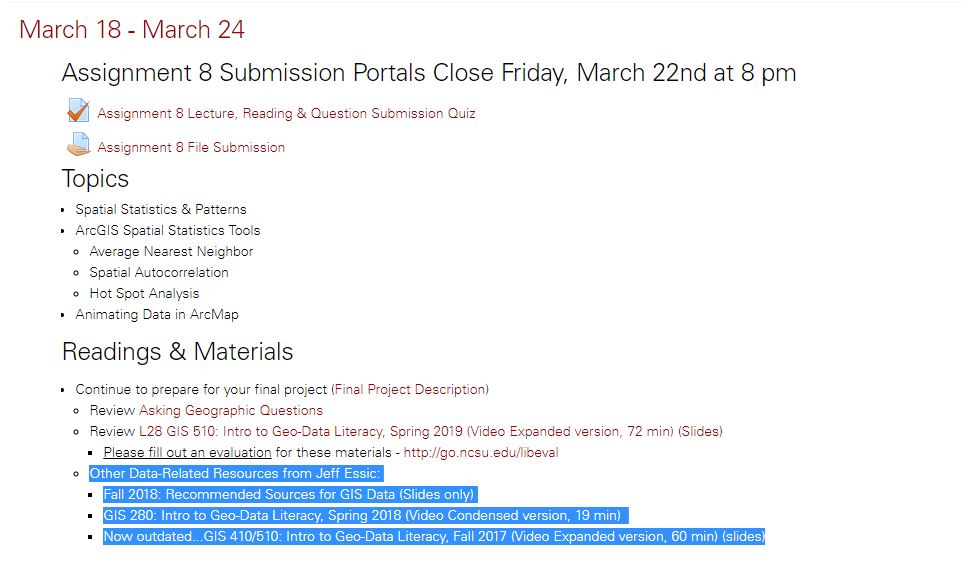 March 18 - March 24
Assignment 8 Submission Portals Close Friday, March 22nd at 8 pm
Assignment 8 Lecture, Reading & Question Submission Quiz
Assignment 8 File Submission
Topics
Spatial Statistics & Patterns
ArcGIS Spatial Statistics Tools
Average Nearest Neighbor
Spatial Autocorrelation
Hot Spot Analysis
Animating Data in ArcMap
Readings & Materials
Continue to prepare for your final project (Final Project Description)
Review Asking Geographic Questions
Review L28 GIS 510: Intro to Geo-Data Literacy, Spring 2019 (Video Expanded version, 72 min) (Slides)
Please fill out an evaluation for these materials - http://go.ncsu.edu/libeval
Other Data-Related Resources from Jeff Essic:
Fall 2018: Recommended Sources for GIS Data (Slides only)
GIS 280: Intro to Geo-Data Literacy, Spring 2018 (Video Condensed version, 19 min)
Now outdated...GIS 410/510: Intro to Geo-Data Literacy, Fall 2017 (Video Expanded version, 60 min) (slides)